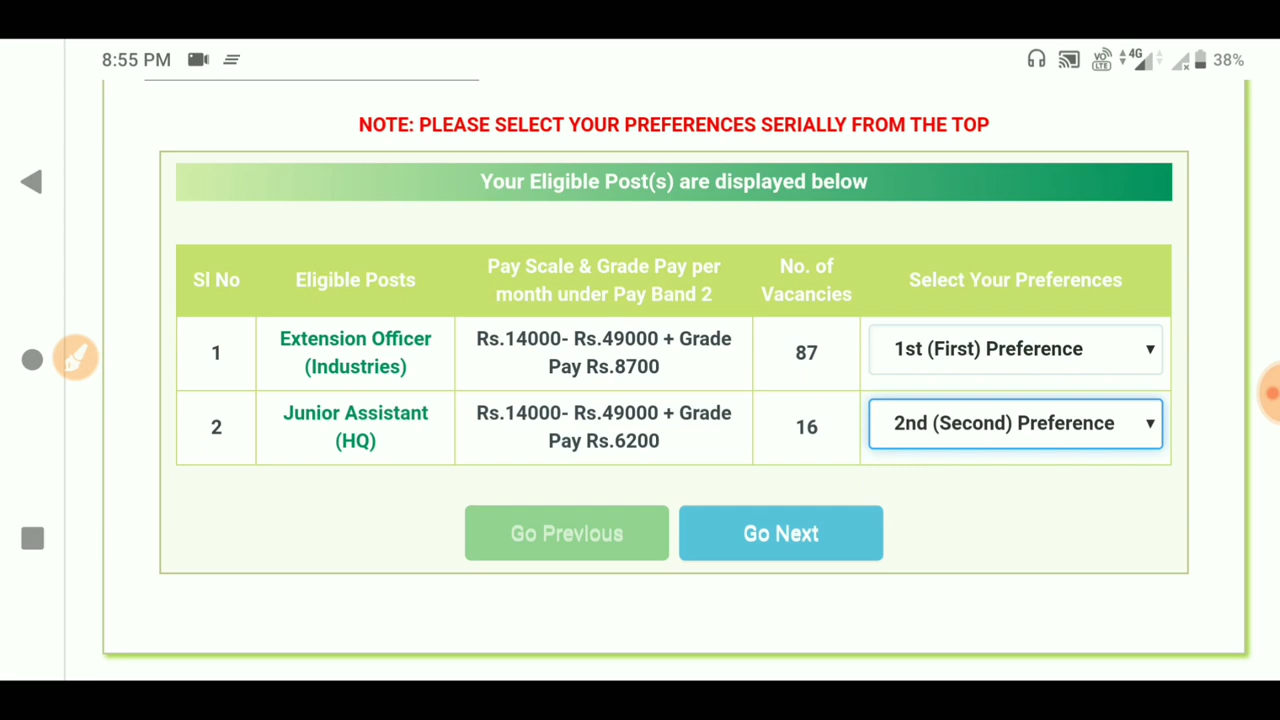 8:55 PM
VO LTE 4G 38%
NOTE: PLEASE SELECT YOUR PREFERENCES SERIALLY FROM THE TOP
Your Eligible Post(s) are displayed below
Sl No Eligible Posts Pay Scale & Grade Pay per month under Pay Band 2 No. of Vacancies Select Your Preferences
1 Extension Officer (Industries) Rs.14000- Rs.49000 + Grade Pay Rs.8700 87 1st (First) Preference
2 Junior Assistant (HQ) Rs.14000- Rs.49000 + Grade Pay Rs.6200 16 2nd (Second) Preference
Go Previous Go Next